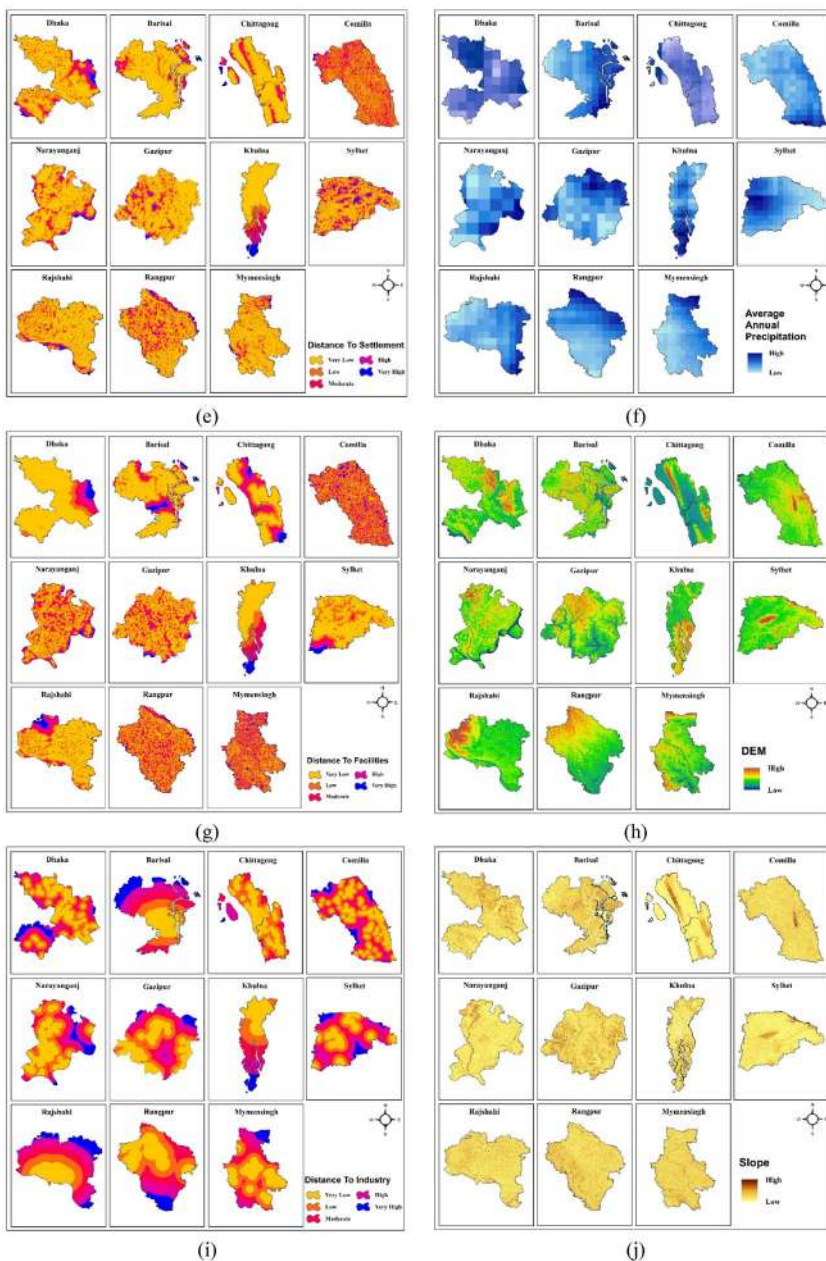 Dhaka
Barisal
Chittagong
Comilla
Narayanganj
Gazipur
Khulna
Sylhet
Rajshahi
Rangpur
Mymensingh
Distance To Settlement
Very Low
High
Low
Very High
Moderate
(e)
Dhaka
Barisal
Chittagong
Comilla
Narayanganj
Gazipur
Khulna
Sylhet
Rajshahi
Rangpur
Mymensingh
Average
Annual
Precipitation
High
Low
(f)
Dhaka
Barisal
Chittagong
Comilla
Narayanganj
Gazipur
Khulna
Sylhet
Rajshahi
Rangpur
Mymensingh
Distance To Facilities
Very Low
High
Low
Very High
Moderate
(g)
Dhaka
Barisal
Chittagong
Comilla
Narayanganj
Gazipur
Khulna
Sylhet
Rajshahi
Rangpur
Mymensingh
DEM
High
Low
(h)
Dhaka
Barisal
Chittagong
Comilla
Narayanganj
Gazipur
Khulna
Sylhet
Rajshahi
Rangpur
Mymensingh
Distance To Industry
Very Low
High
Low
Very High
Moderate
(i)
Dhaka
Barisal
Chittagong
Comilla
Narayanganj
Gazipur
Khulna
Sylhet
Rajshahi
Rangpur
Mymensingh
Slope
High
Low
(j)